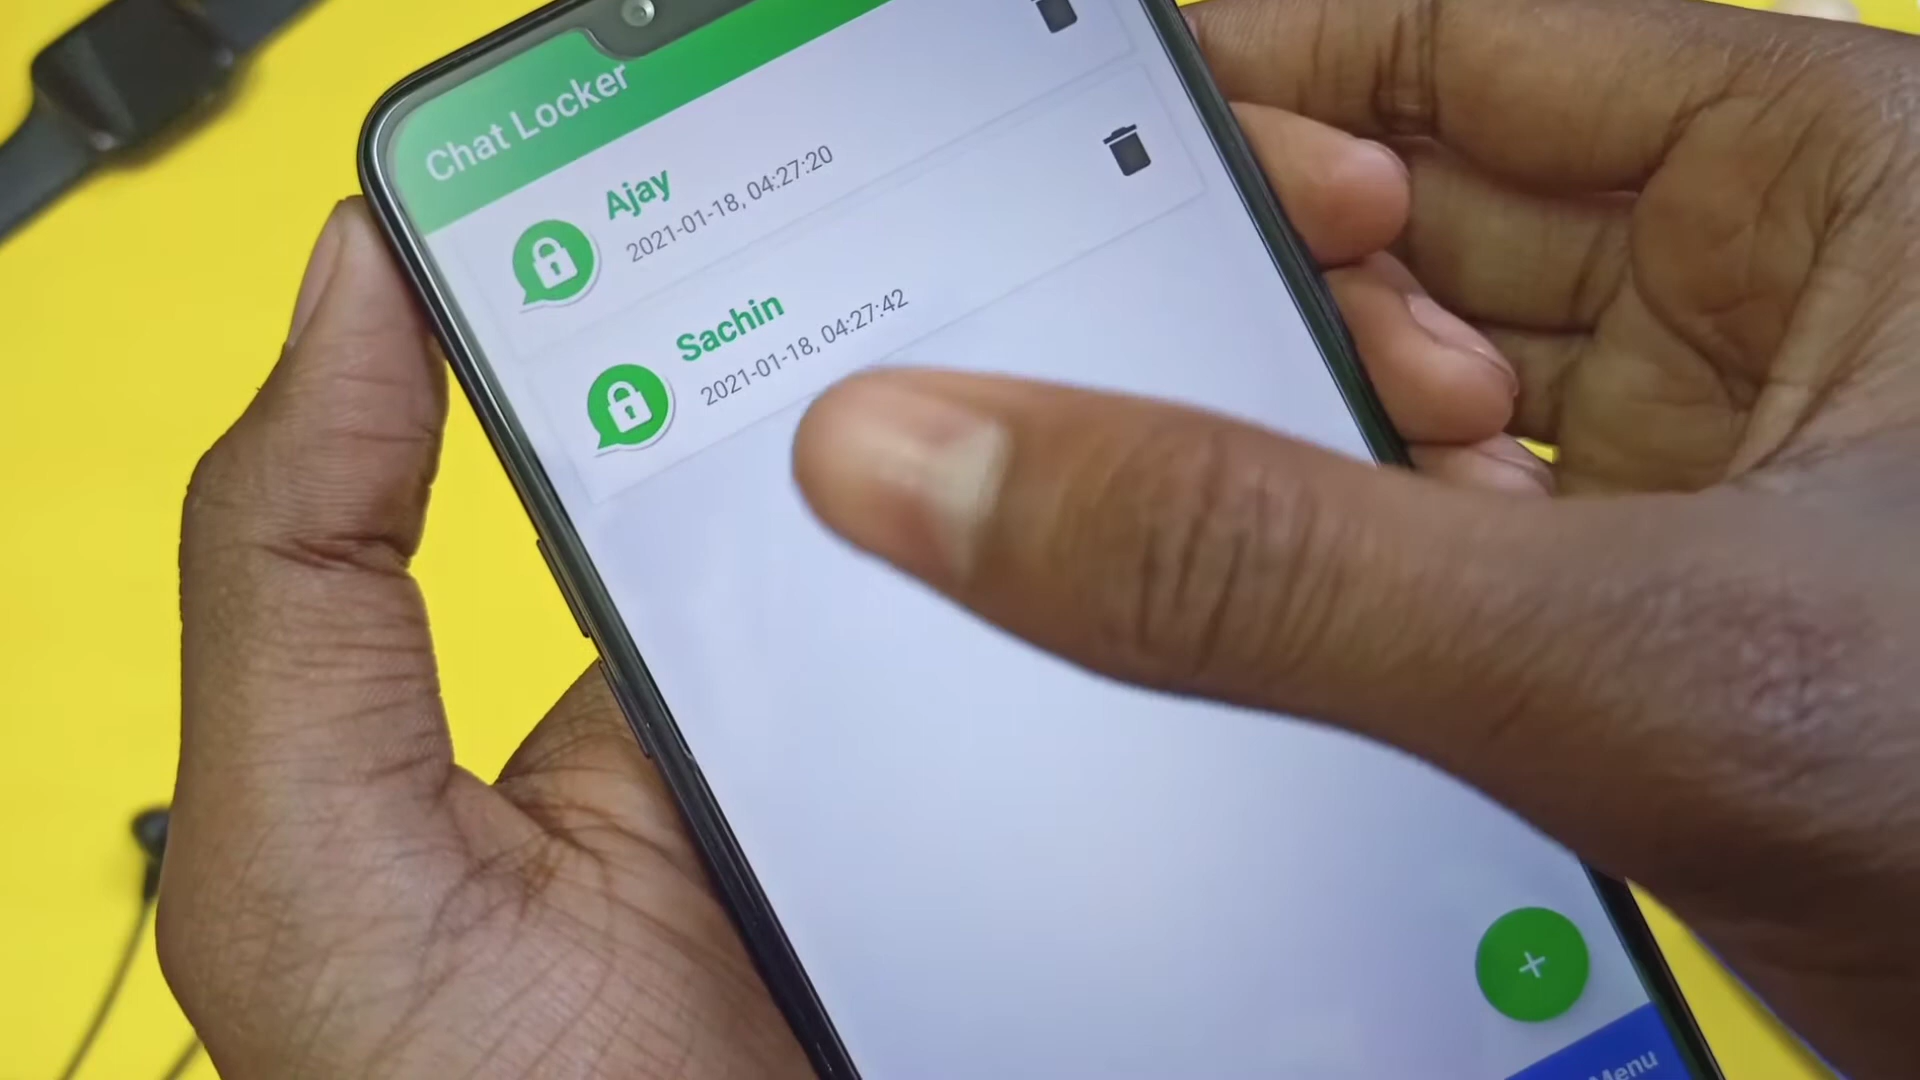 Chat Locker
Ajay
2021-01-18, 04:27:20
Sachin
2021-01-18, 04:27:42
+
Menu